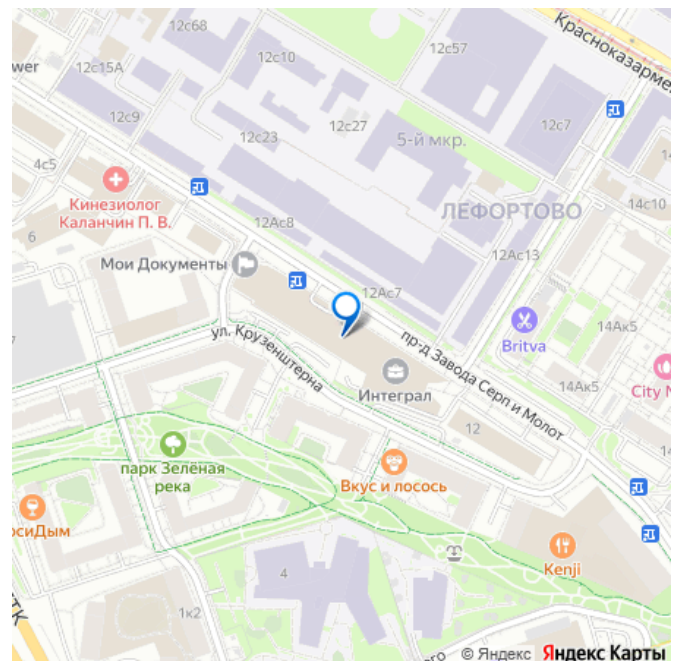 12с68
12с10
12с57
Красноказарме
wer
12с15А
12с9
12с23
12с27
12с7
5-й мкр.
4с5
Кинезиолог
Каланчин П. В.
14с10
ЛЕФОРТОВО
6
12Ас8
12Ас13
Мои Документы
12Ас7
ул. Крузенштерна
пр-д Завода Серп и Молот
Britva
14Ак5
Интеграл
14Ак5
City
12
парк Зелёная
река
Вкус и лосось
осиДым
Kenji
4
1к2
ТК
© Яндекс Яндекс Карты